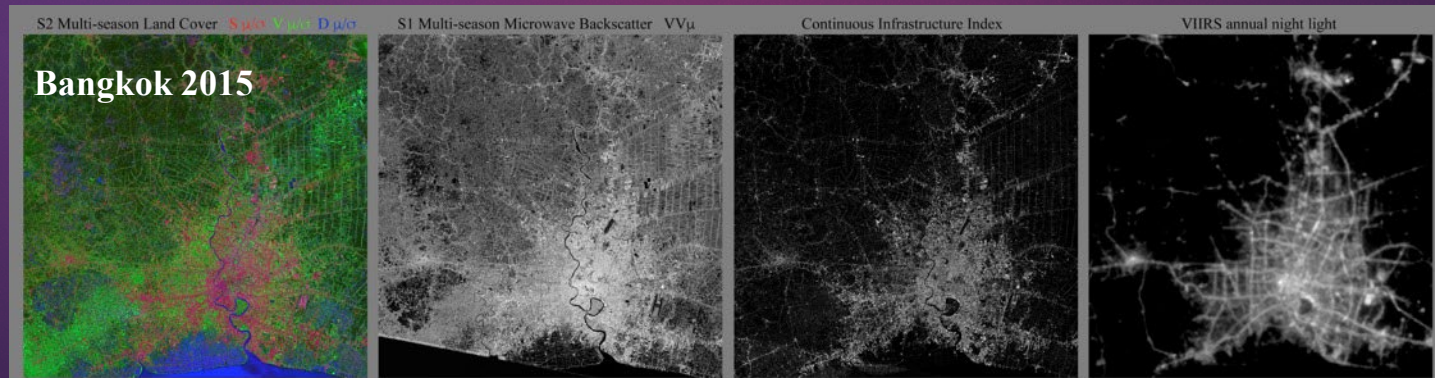 S2 Multi-season Land Cover S μ/σ V μ/σ D μ/σ
S1 Multi-season Microwave Backscatter VVμ
Continuous Infrastructure Index
VIIRS annual night light
Bangkok 2015